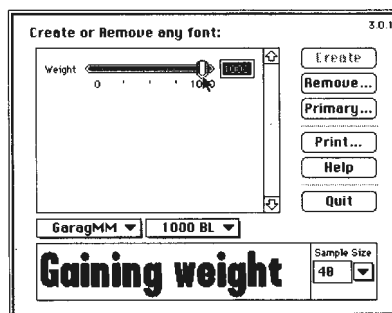 3.0.1
Create or Remove any font:
Create
Weight 1000
0 1000
Remove...
Primary...
Print...
Help
Quit
GaragMM 1000 BL
Sample Size
48
Gaining weight